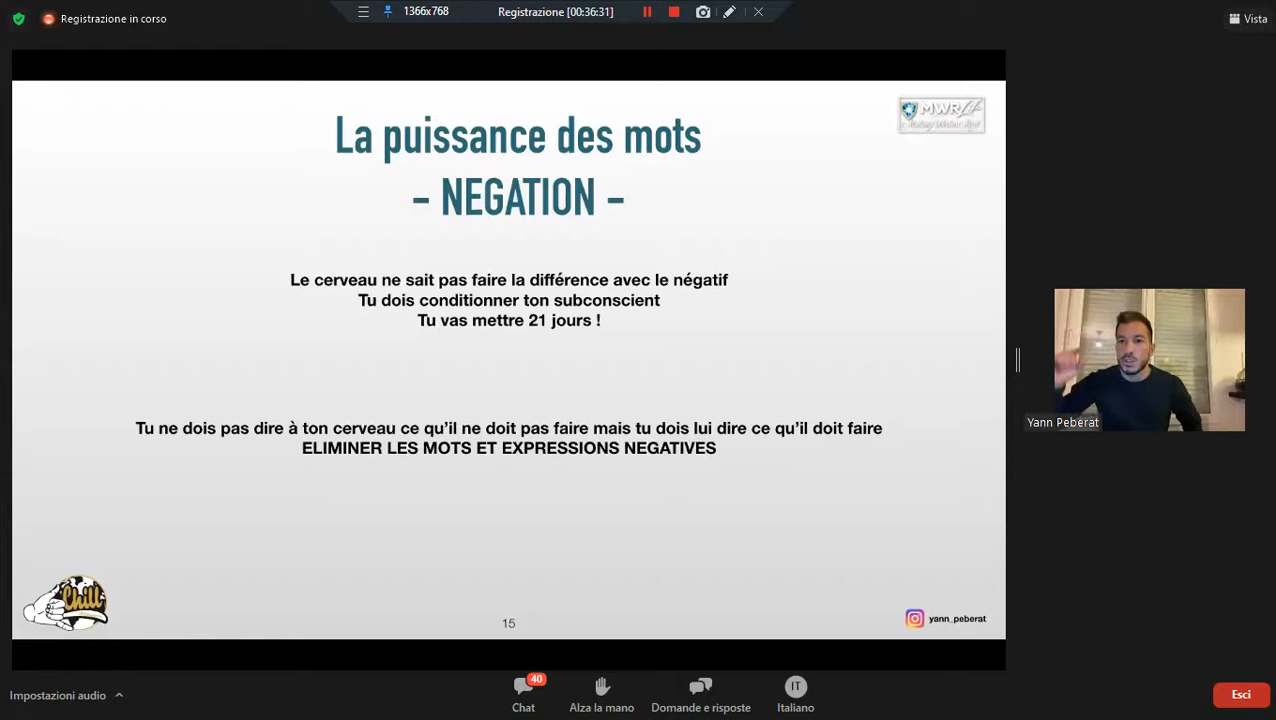 1366x768
Registrazione [00:36:31]
Registrazione in corso
Vista
MWR Life
La puissance des mots
- NEGATION -
Le cerveau ne sait pas faire la différence avec le négatif
Tu dois conditionner ton subconscient
Tu vas mettre 21 jours !
Tu ne dois pas dire à ton cerveau ce qu'il ne doit pas faire mais tu dois lui dire ce qu'il doit faire
ELIMINER LES MOTS ET EXPRESSIONS NEGATIVES
Yann Peberat
Chill
15
yann_peberat
Impostazioni audio
40
Chat
Alza la mano
Domande e risposte
IT
Italiano
Esci